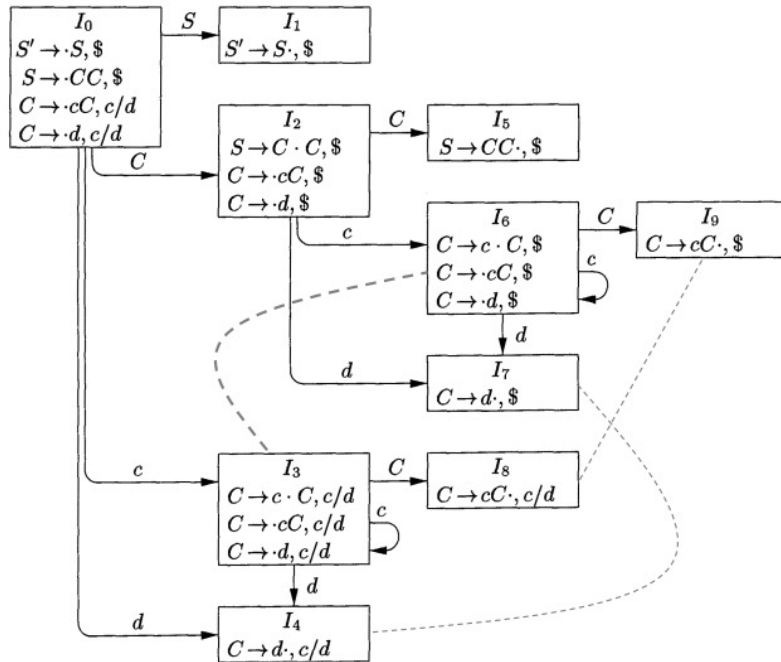 I₀
S' → ·S, $
S → ·CC, $
C → ·cC, c/d
C → ·d, c/d
S
I₁
S' → S·, $
C
I₂
S → C · C, $
C → ·cC, $
C → ·d, $
C
I₅
S → CC·, $
c
I₆
C → c · C, $
C → ·cC, $
C → ·d, $
C
I₉
C → cC·, $
c
d
d
I₇
C → d·, $
c
I₃
C → c · C, c/d
C → ·cC, c/d
C → ·d, c/d
C
I₈
C → cC·, c/d
c
d
d
I₄
C → d·, c/d